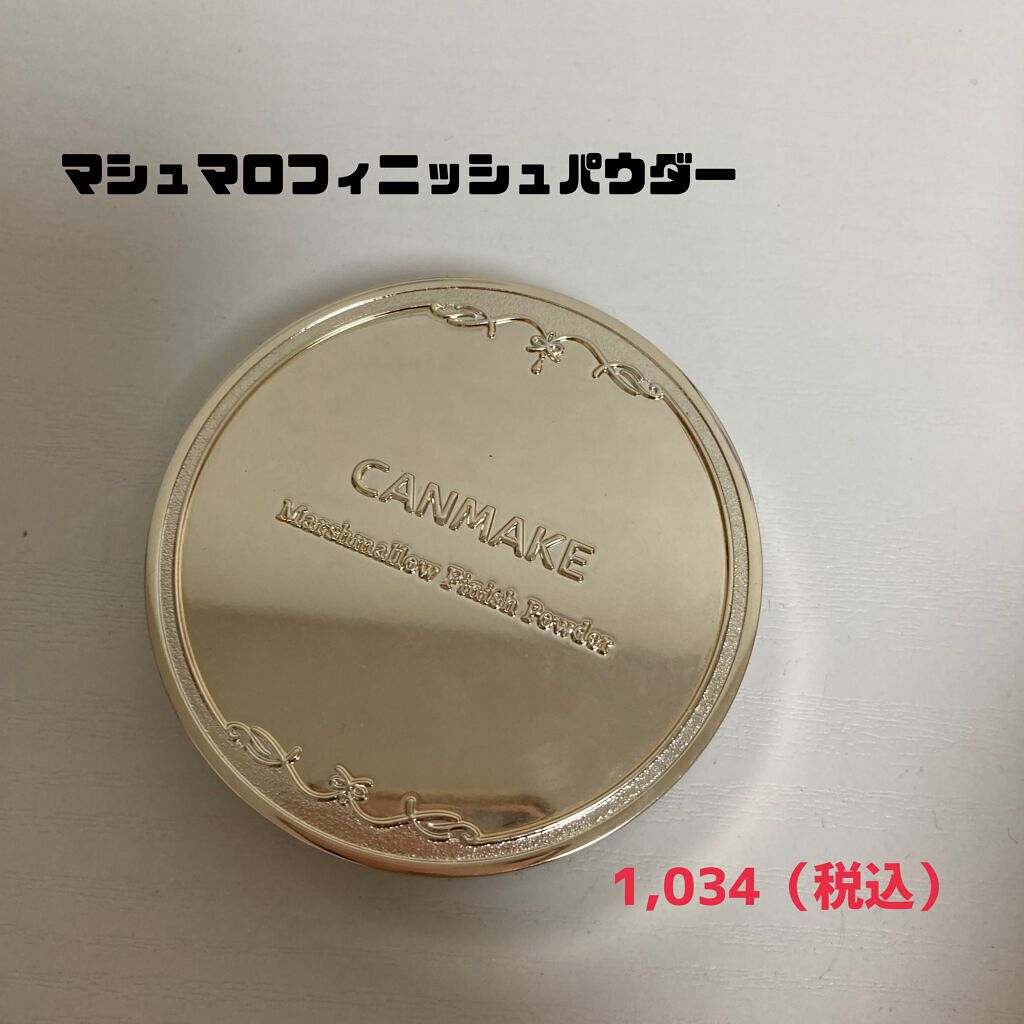 マシュマロフィニッシュパウダー
CANMAKE
Marshmallow Finish Powder
1,034（税込）